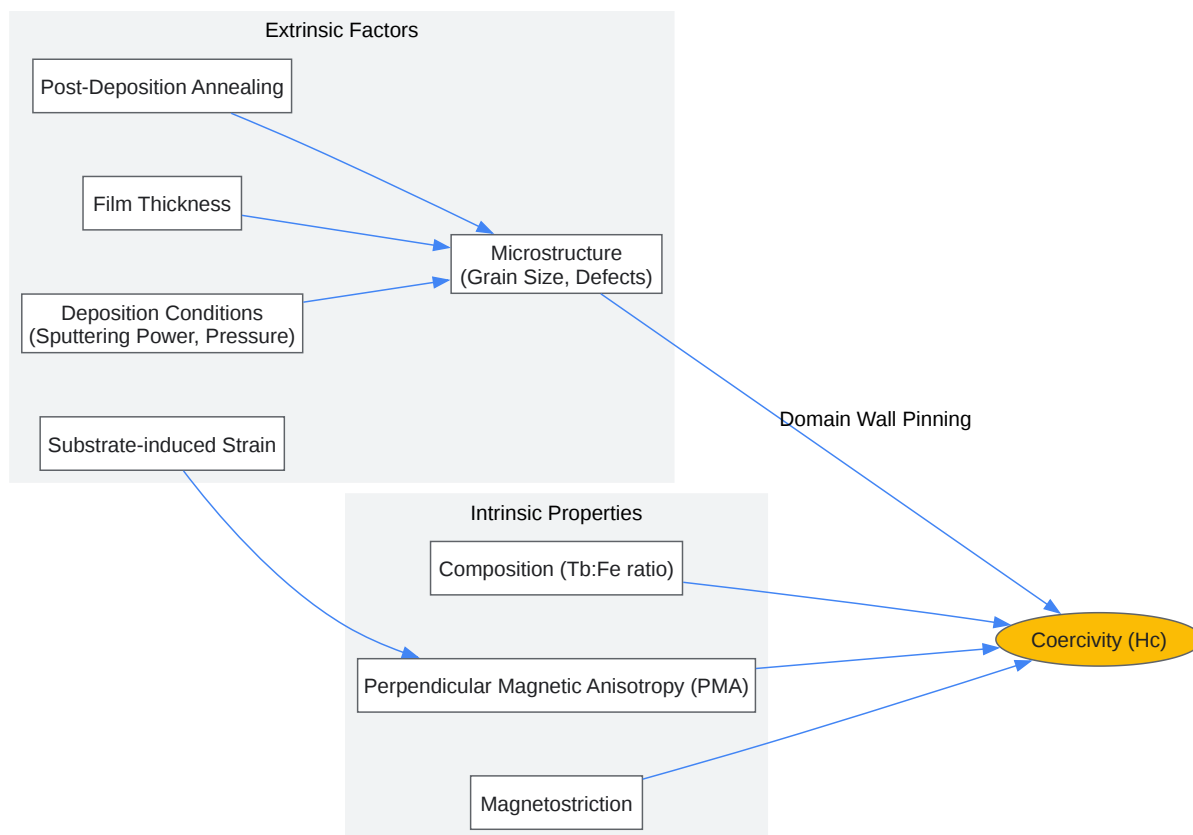 Extrinsic Factors
Post-Deposition Annealing
Film Thickness
Microstructure
(Grain Size, Defects)
Deposition Conditions
(Sputtering Power, Pressure)
Domain Wall Pinning
Substrate-induced Strain
Intrinsic Properties
Composition (Tb:Fe ratio)
Coercivity (Hc)
Perpendicular Magnetic Anisotropy (PMA)
Magnetostriction